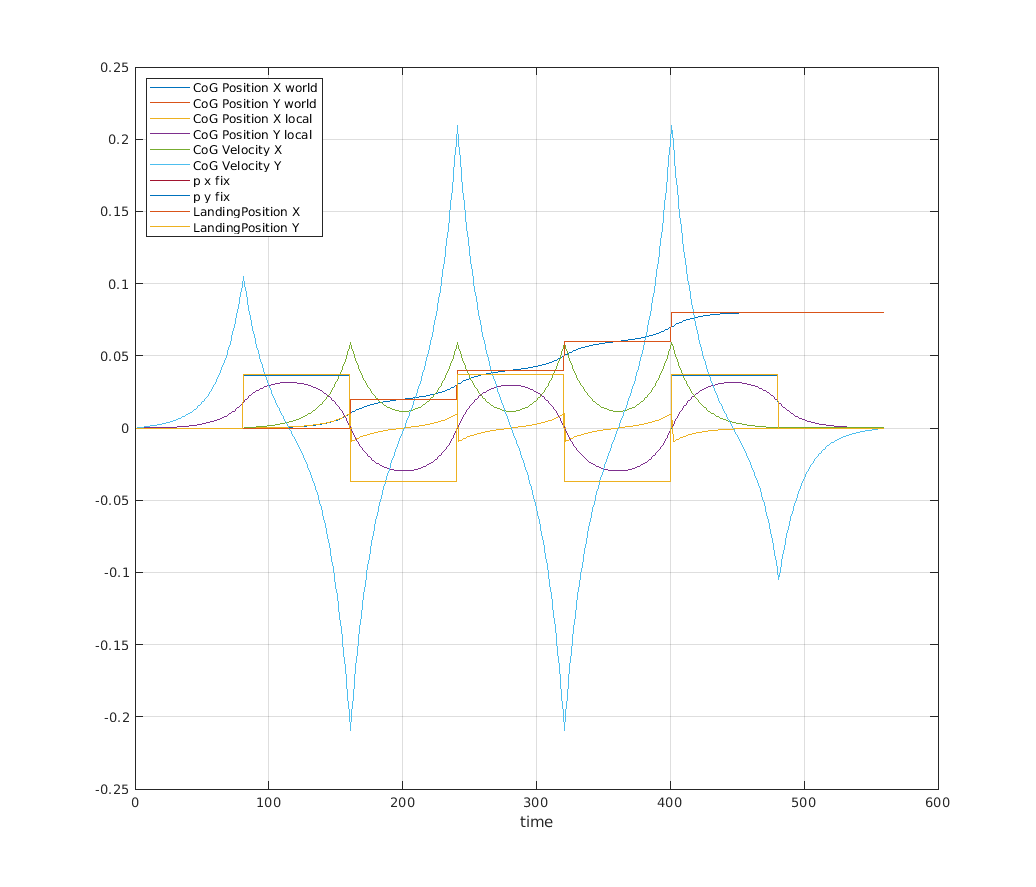 0.25
0.2
0.15
0.1
0.05
0
-0.05
-0.1
-0.15
-0.2
-0.25
CoG Position X world
CoG Position Y world
CoG Position X local
CoG Position Y local
CoG Velocity X
CoG Velocity Y
p x fix
p y fix
LandingPosition X
LandingPosition Y
0 100 200 300 400 500 600
time